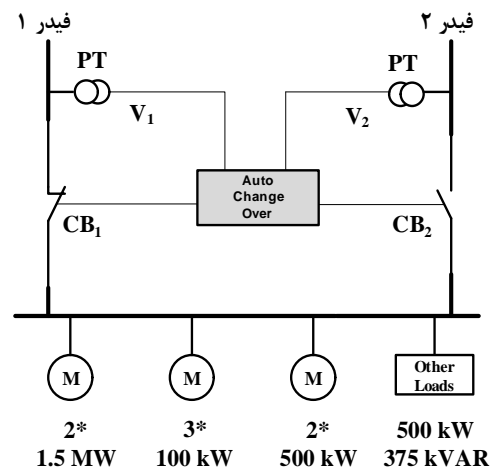 فیدر ۱
فیدر ۲
PT
PT
V₁
V₂
Auto
Change
Over
CB₁
CB₂
M
M
M
Other
Loads
2*
1.5 MW
3*
100 kW
2*
500 kW
500 kW
375 kVAR